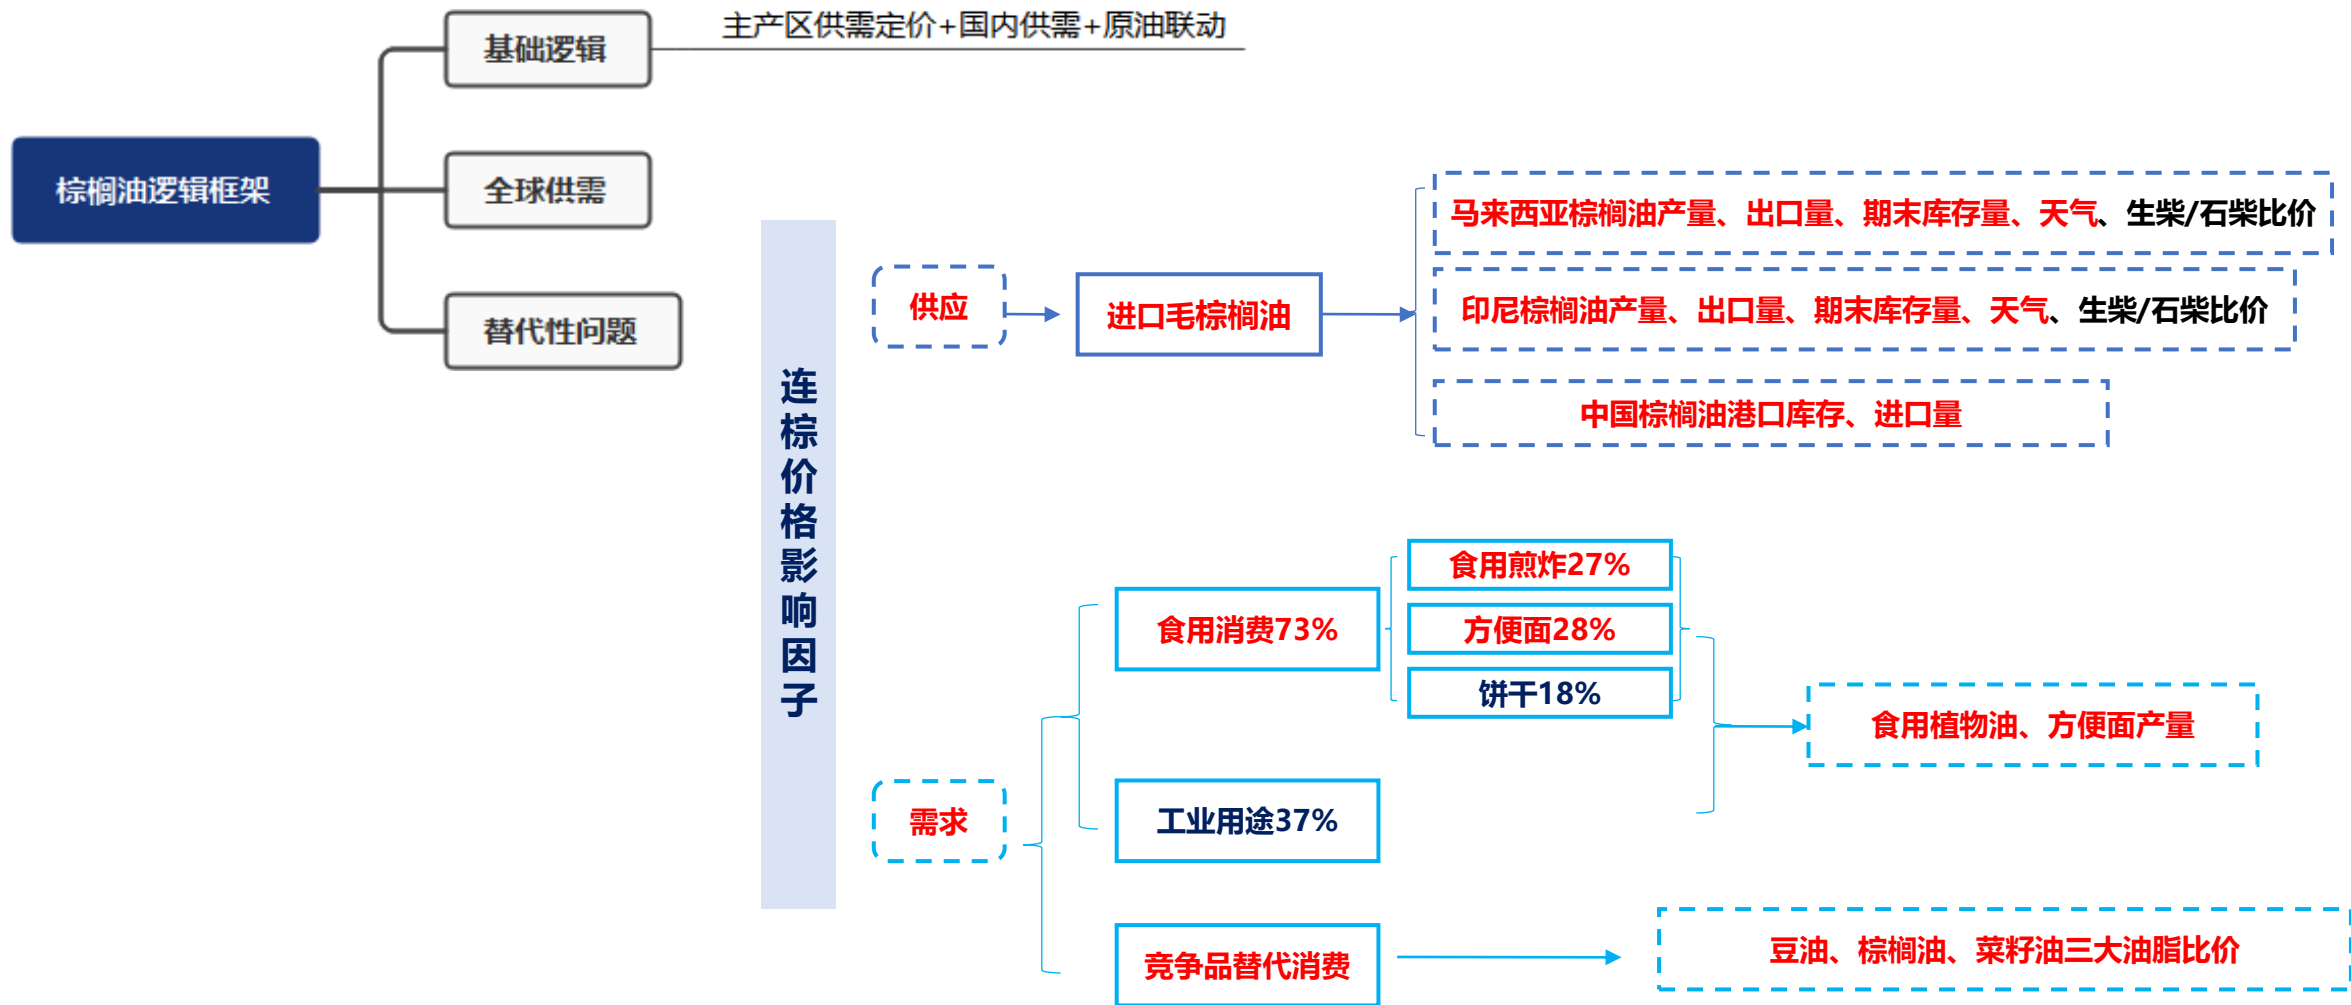 基础逻辑
主产区供需定价+国内供需+原油联动
棕榈油逻辑框架
全球供需
替代性问题
连棕价格影响因子
供应
进口毛棕榈油
马来西亚棕榈油产量、出口量、期末库存量、天气、生柴/石柴比价
印尼棕榈油产量、出口量、期末库存量、天气、生柴/石柴比价
中国棕榈油港口库存、进口量
需求
食用消费73%
食用煎炸27%
方便面28%
饼干18%
工业用途37%
食用植物油、方便面产量
竞争品替代消费
豆油、棕榈油、菜籽油三大油脂比价